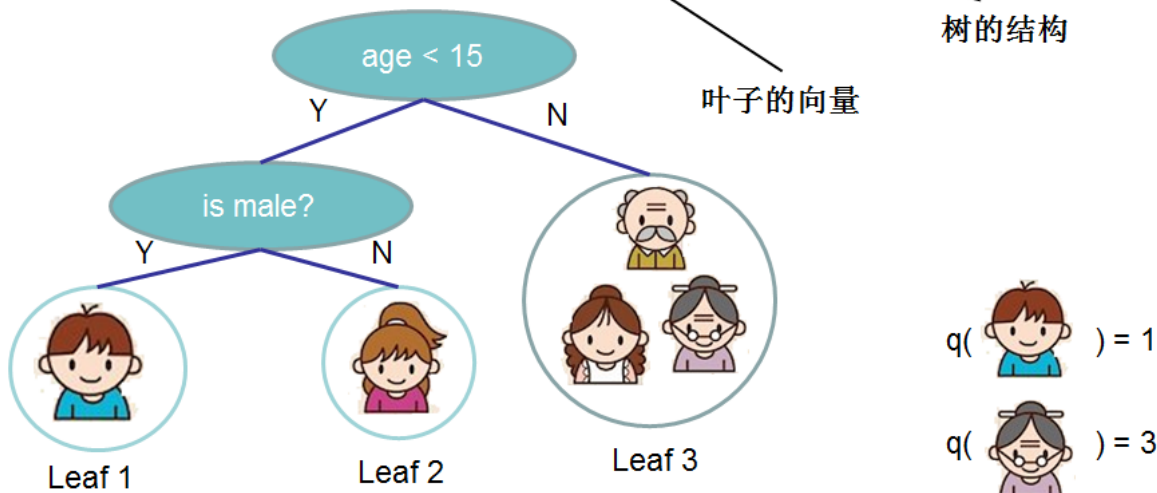 树的结构
age < 15
叶子的向量
Y
N
is male?
Y
N
q( ) = 1
q( ) = 3
Leaf 1
Leaf 2
Leaf 3